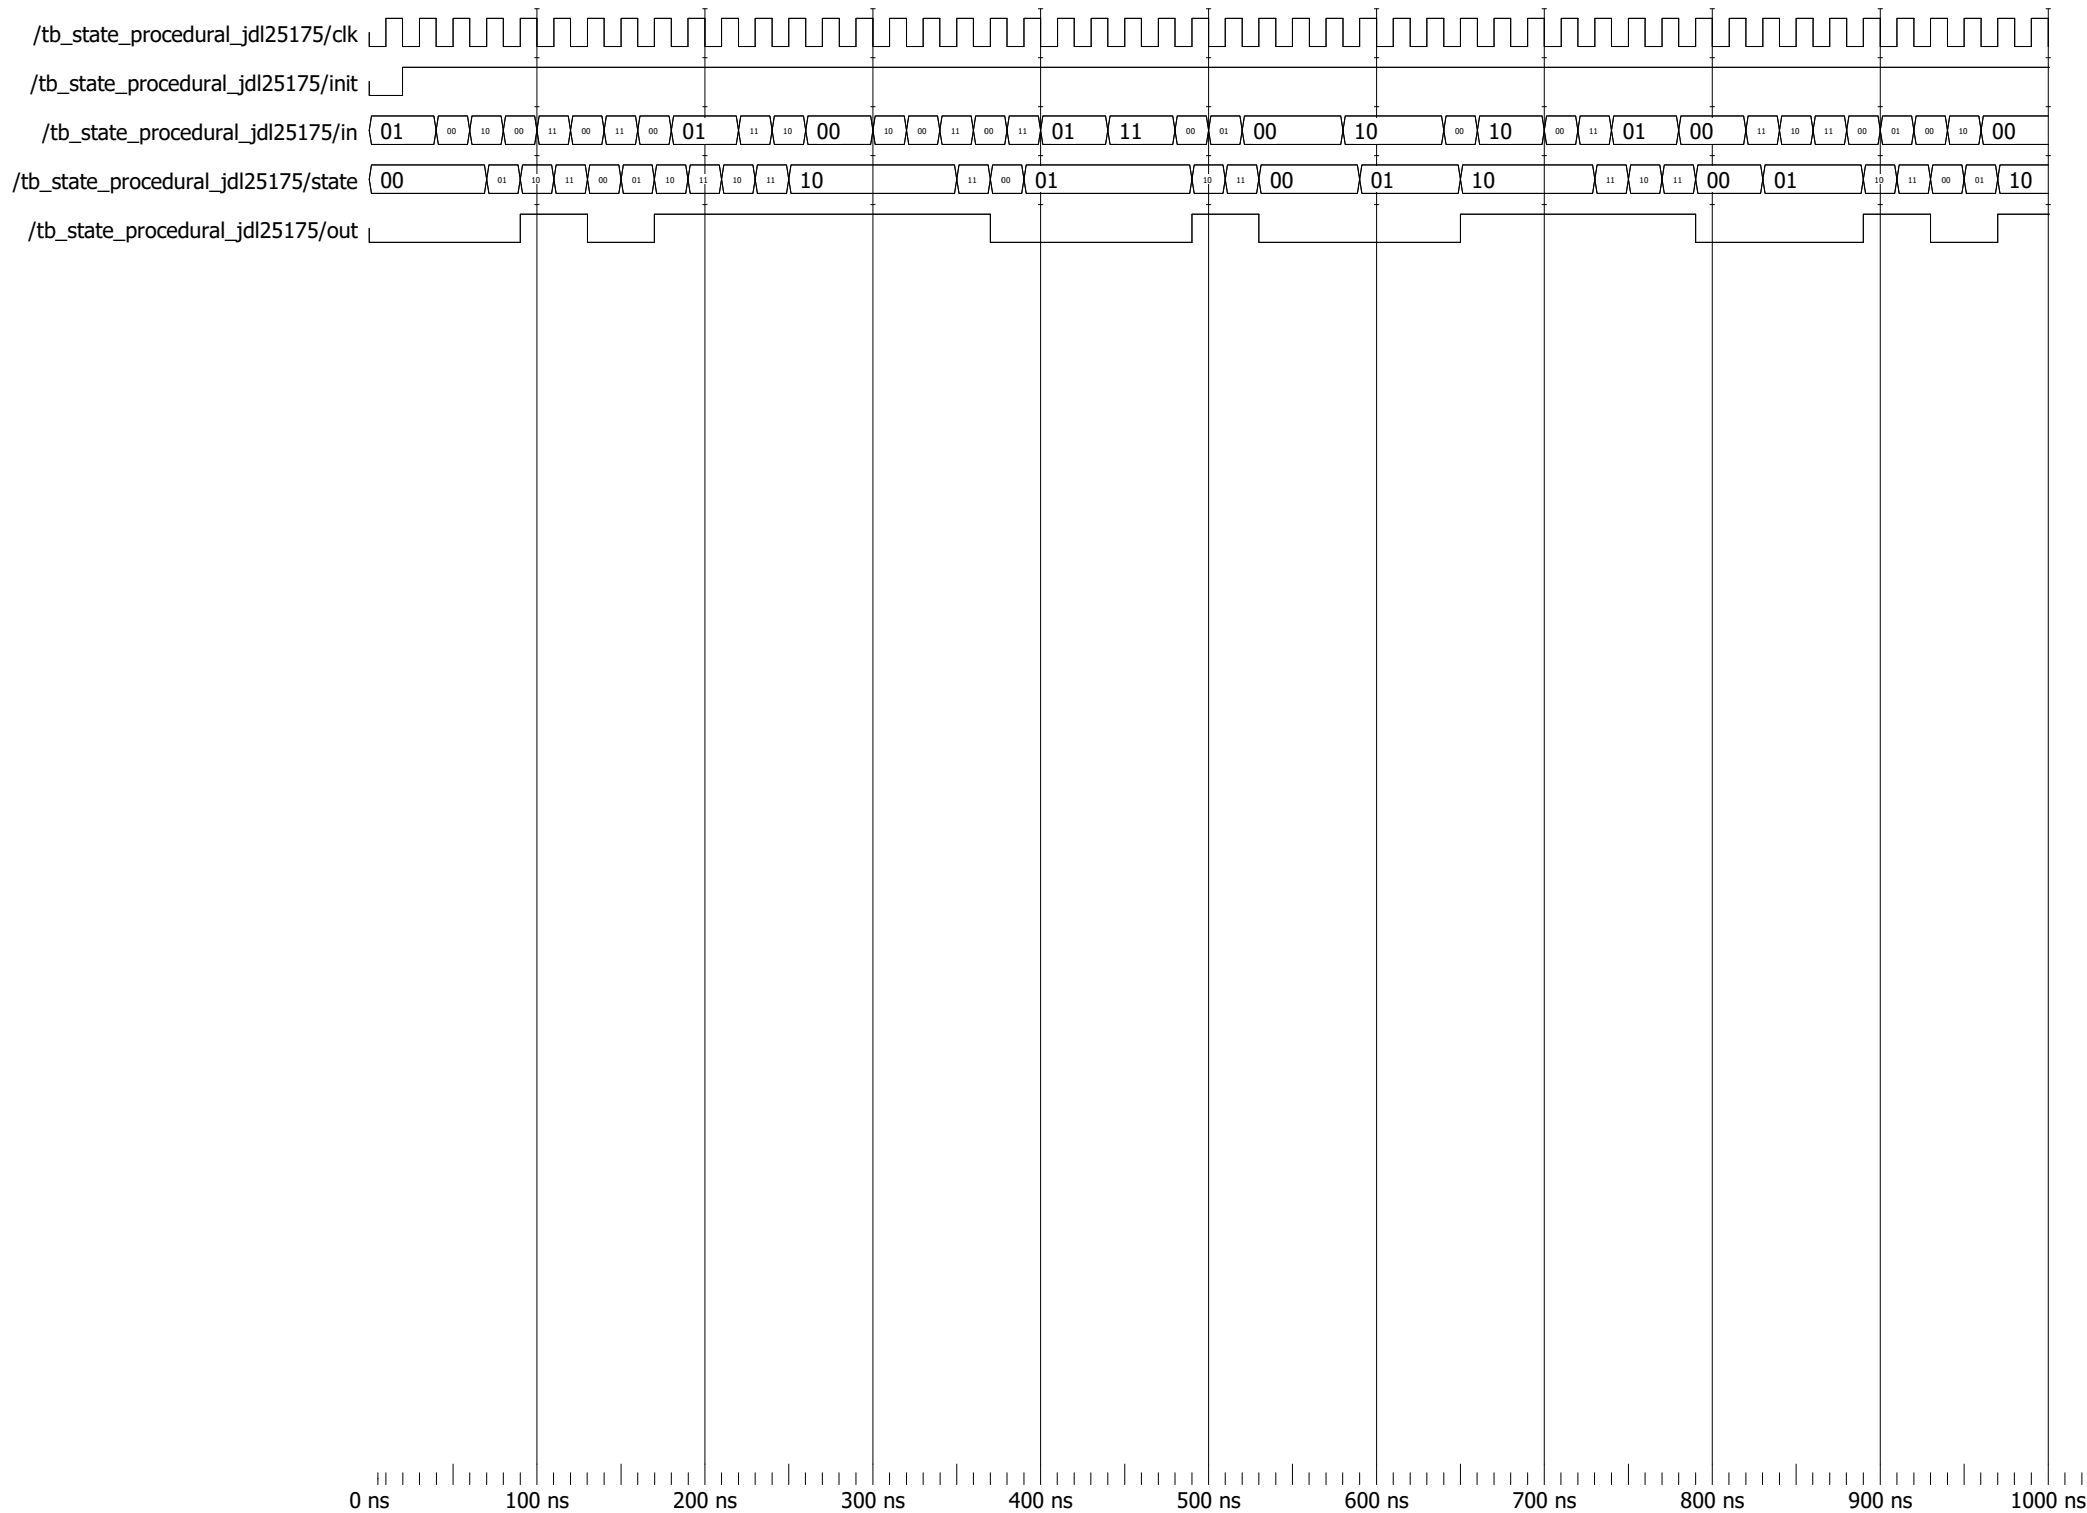 /tb_state_procedural_jdl25175/clk
/tb_state_procedural_jdl25175/init
/tb_state_procedural_jdl25175/in 01 00 10 00 11 00 11 00 01 11 10 00 10 00 11 00 11 01 11 00 01 00 10 00 10 00 11 01 00 11 10 11 00 01 00 10 00
/tb_state_procedural_jdl25175/state 00 01 10 11 00 01 10 11 10 11 10 11 00 01 10 11 00 01 10 11 10 11 00 01 10 11 00 01 10
/tb_state_procedural_jdl25175/out
0 ns 100 ns 200 ns 300 ns 400 ns 500 ns 600 ns 700 ns 800 ns 900 ns 1000 ns